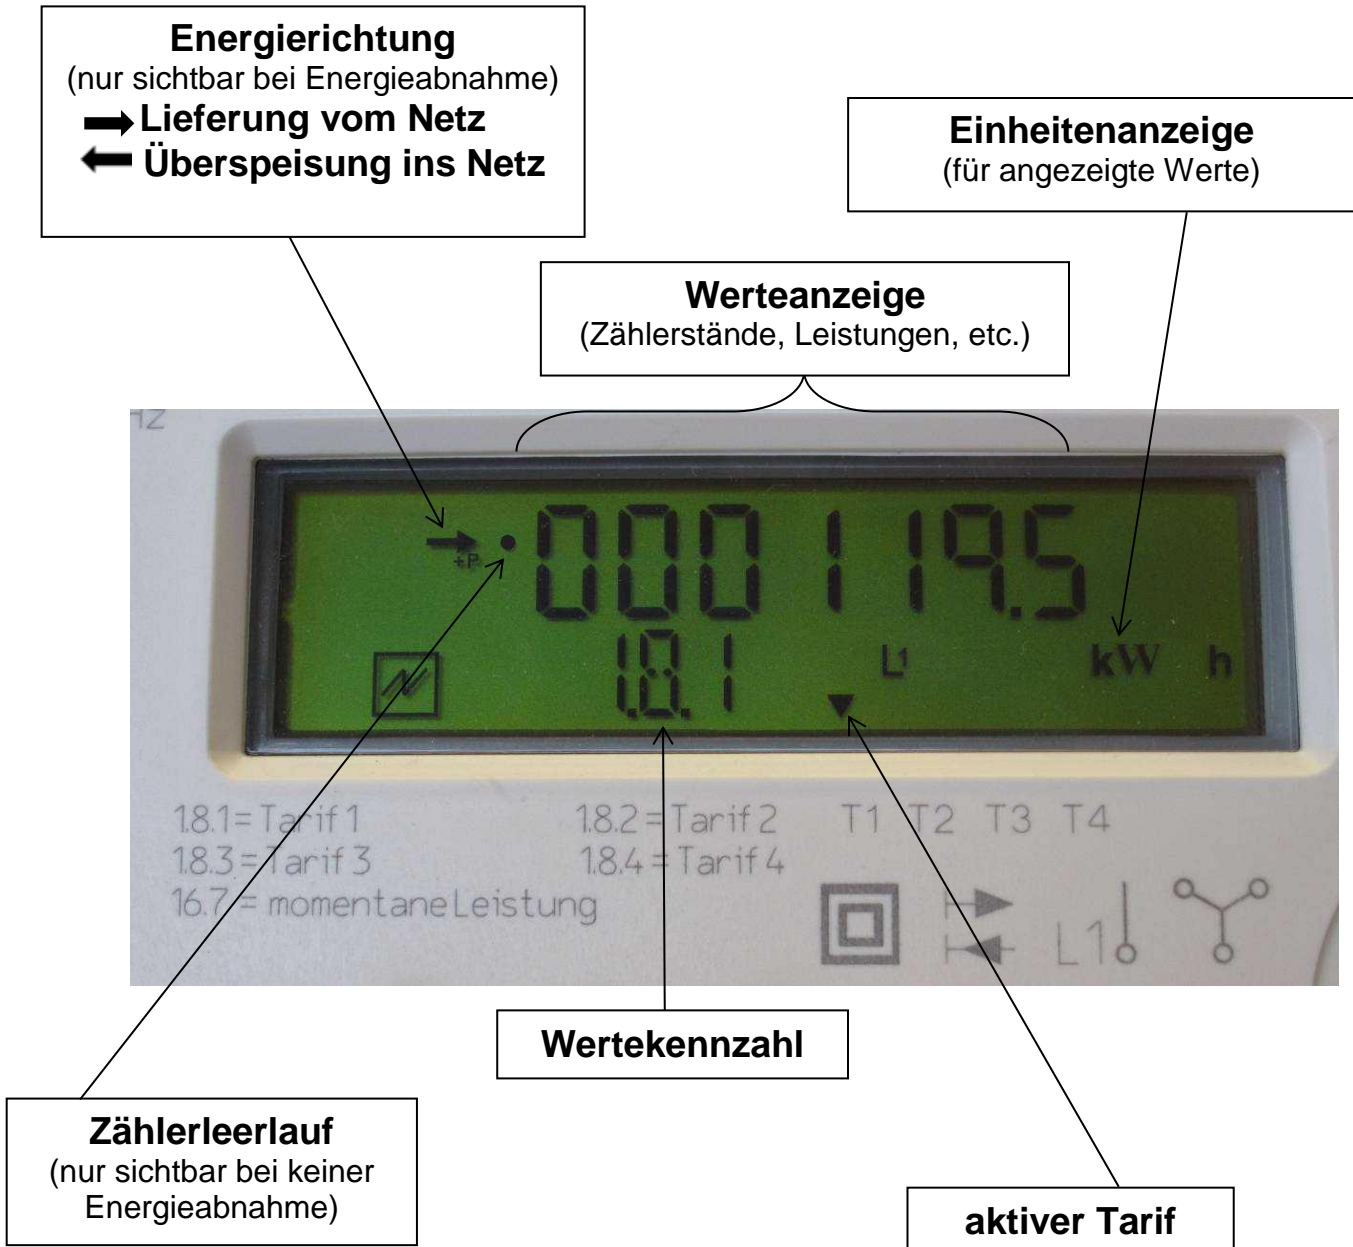 Energierichtung
(nur sichtbar bei Energieabnahme)
Lieferung vom Netz
Überspeisung ins Netz
Einheitenanzeige
(für angezeigte Werte)
Werteanzeige
(Zählerstände, Leistungen, etc.)
HZ
+P 000119.5
1.8.1 L1 kW h
1.8.1=Tarif 1 1.8.2=Tarif 2 T1 T2 T3 T4
1.8.3=Tarif 3 1.8.4=Tarif 4
16.7= momentane Leistung
L1
Wertekennzahl
Zählerleerlauf
(nur sichtbar bei keiner
Energieabnahme)
aktiver Tarif